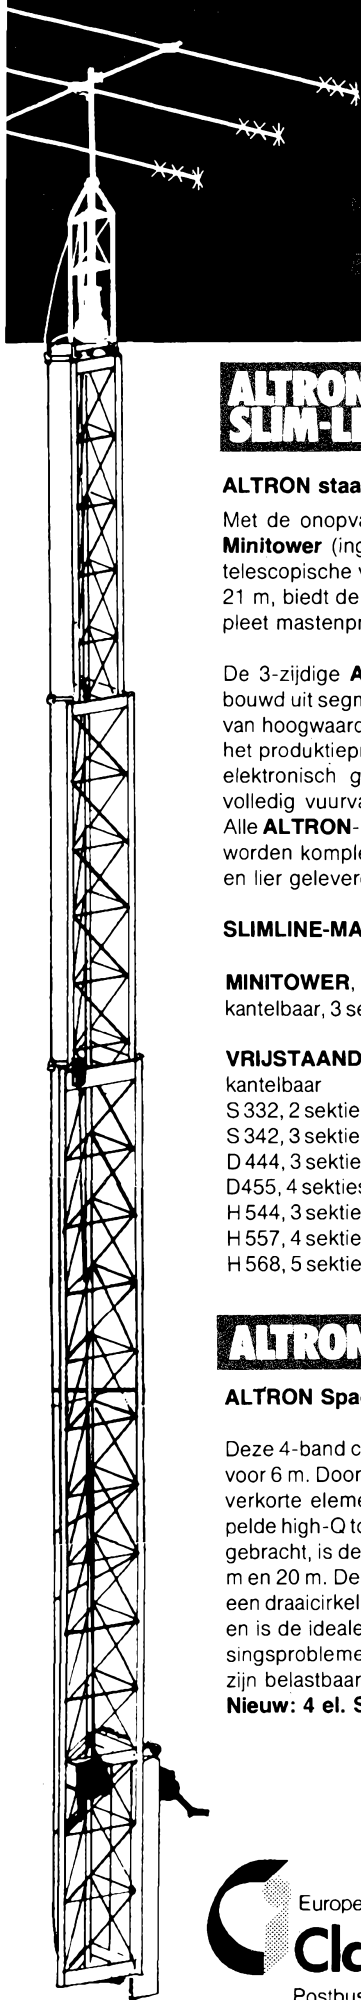 ALTRON
SLIM-LI
ALTRON staa
Met de onopva
Minitower (ing
telescopische v
21 m, biedt de
pleet mastenpr
De 3-zijdige A
bouwd uit segm
van hoogwaard
het produktiepr
elektronisch g
volledig vuurva
Alle ALTRON-
worden komple
en lier gelevere
SLIMLINE-MA
MINITOWER,
kantelbaar, 3 se
VRIJSTAAND
kantelbaar
S 332, 2 sektie
S 342, 3 sektie
D 444, 3 sektie
D455, 4 sekties
H 544, 3 sektie
H 557, 4 sektie
H 568, 5 sektie
ALTRON
ALTRON Spa
Deze 4-band c
voor 6 m. Door
verkorte eleme
pelde high-Q to
gebracht, is de
m en 20 m. De
een draaicirkel
en is de ideale
singsprobleme
zijn belastbaar
Nieuw: 4 el. S
Europe
Cla
Postbus